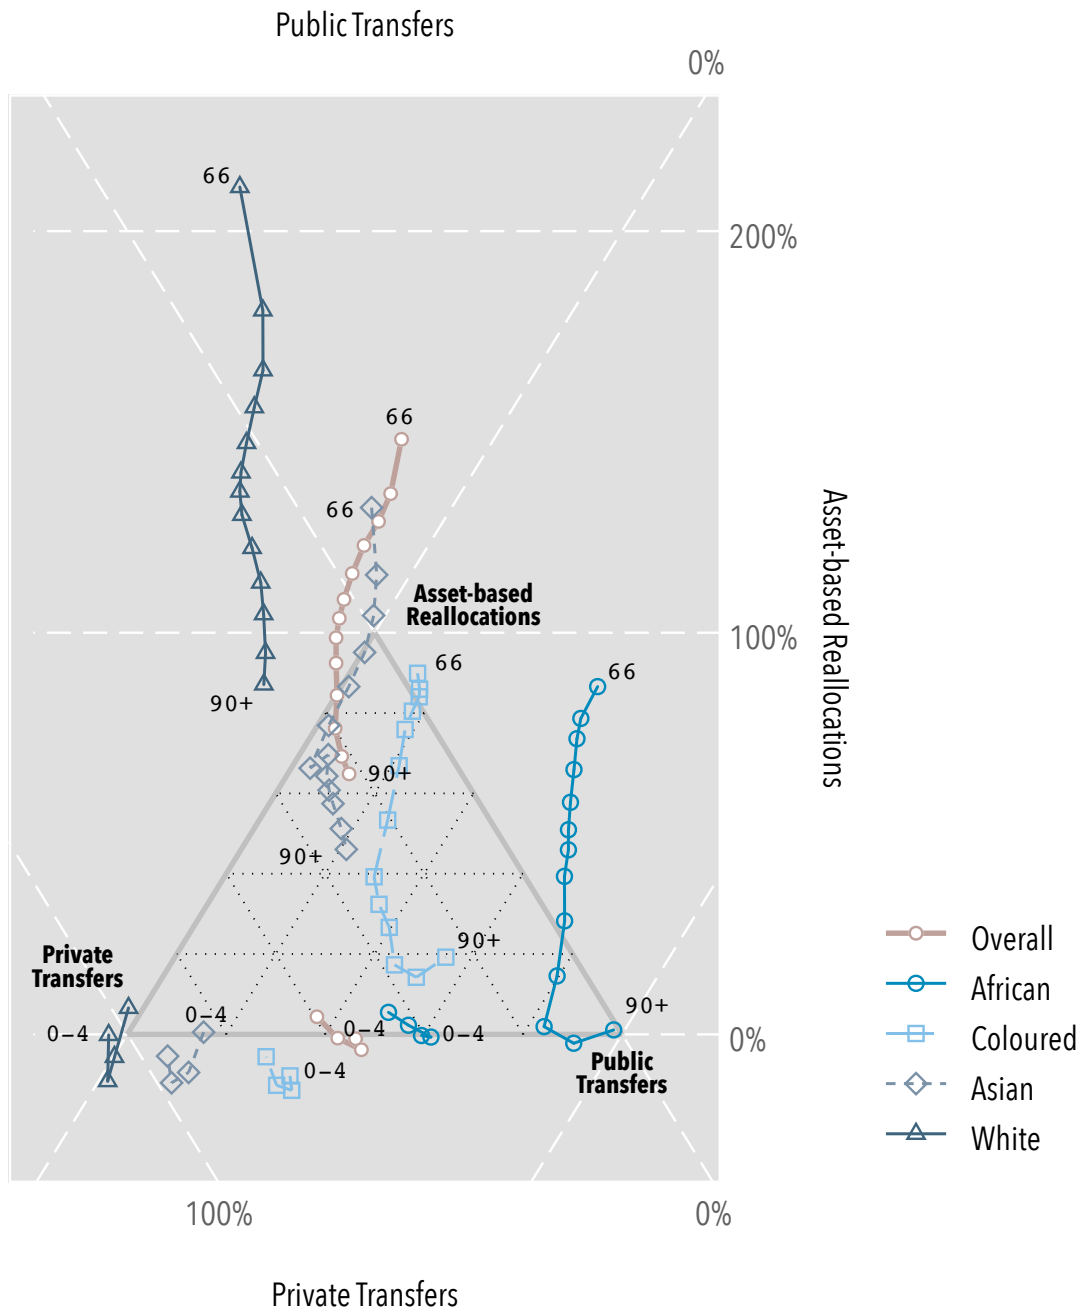 Public Transfers
0%
66
200%
66
66
Asset-based
Reallocations
100%
66
66
90+
90+
90+
Asset-based Reallocations
90+
Private
Transfers
90+
0–4
0–4
0–4
0–4
0–4
0%
Public
Transfers
Overall
African
Coloured
Asian
White
100%
0%
Private Transfers